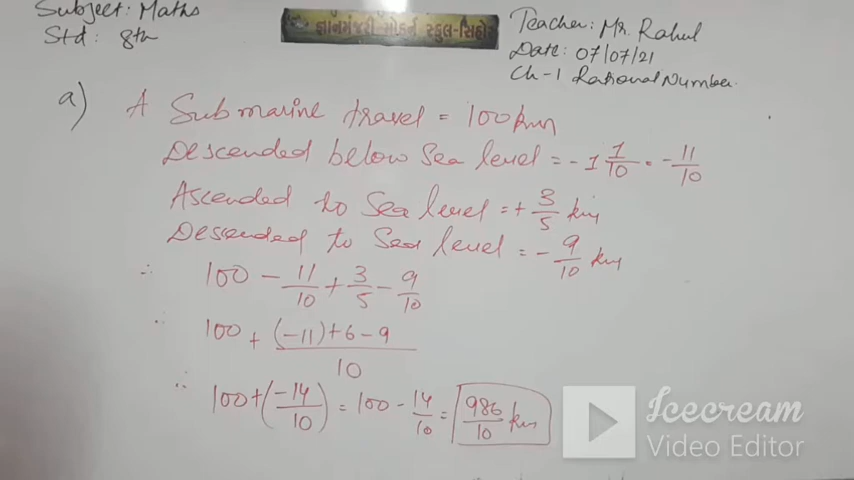 Subject: Maths
Std: 8th
જ્ઞાનમંજરી મોડર્ન સ્કુલ-સિહોર
Teacher: Mr. Rahul
Date: 07/07/21
Ch-1 Rational Number.
a) A Submarine travel = 100 km
Descended below Sea level = -1 1/10 = -11/10
Ascended to Sea level = + 3/5 km
Descended to Sea level = - 9/10 km
∴ 100 - 11/10 + 3/5 - 9/10
∴ 100 + (-11)+6-9/10
∴ 100+(-14/10) = 100 - 14/10 = 986/10 km
Icecream
Video Editor